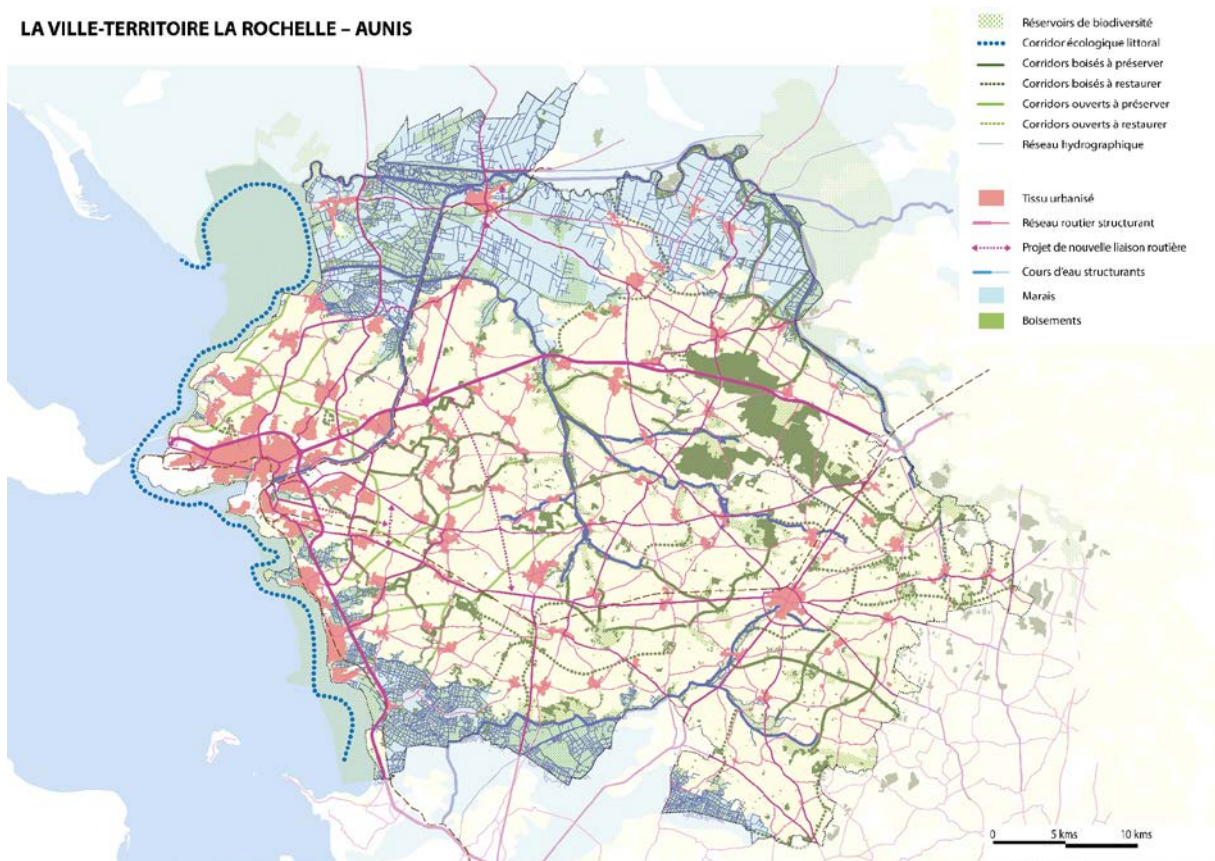 LA VILLE-TERRITOIRE LA ROCHELLE – AUNIS
Réservoirs de biodiversité
Corridor écologique littoral
Corridors boisés à préserver
Corridors boisés à restaurer
Corridors ouverts à préserver
Corridors ouverts à restaurer
Réseau hydrographique
Tissu urbanisé
Réseau routier structurant
Projet de nouvelle liaison routière
Cours d'eau structurants
Marais
Boisements
0 5 kms 10 kms